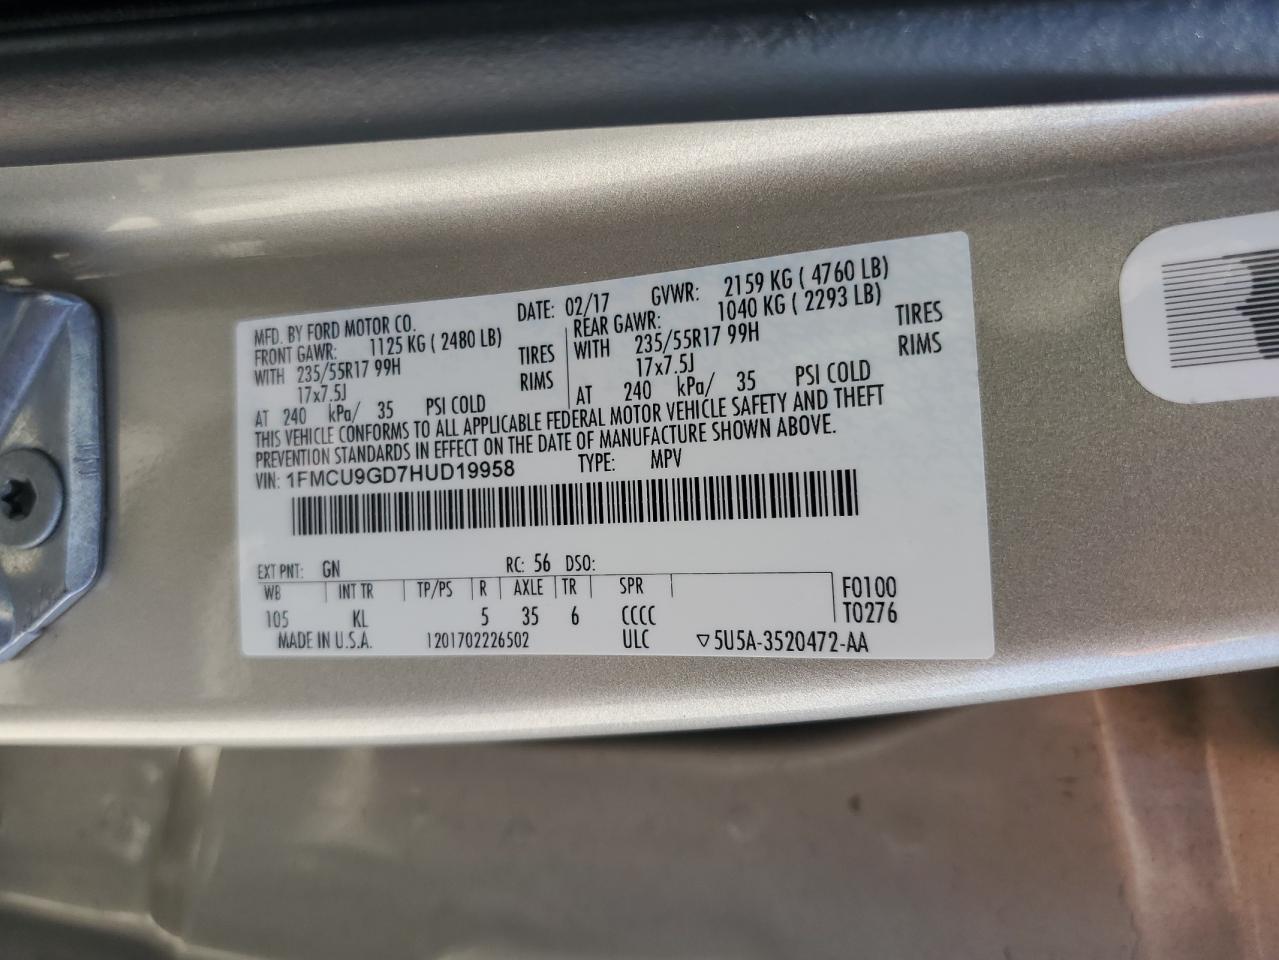 MFD. BY FORD MOTOR CO. DATE: 02/17 GVWR: 2159 KG ( 4760 LB)
FRONT GAWR: 1125 KG ( 2480 LB) REAR GAWR: 1040 KG ( 2293 LB)
WITH 235/55R17 99H TIRES WITH 235/55R17 99H TIRES
17x7.5J RIMS 17x7.5J RIMS
AT 240 kPa/ 35 PSI COLD AT 240 kPa/ 35 PSI COLD
THIS VEHICLE CONFORMS TO ALL APPLICABLE FEDERAL MOTOR VEHICLE SAFETY AND THEFT
PREVENTION STANDARDS IN EFFECT ON THE DATE OF MANUFACTURE SHOWN ABOVE.
VIN: 1FMCU9GD7HUD19958 TYPE: MPV
EXT PNT: GN RC: 56 DSO:
WB INT TR TP/PS R AXLE TR SPR F0100
105 KL 5 35 6 CCCC T0276
MADE IN U.S.A. 1201702226502 ULC ▽5U5A-3520472-AA